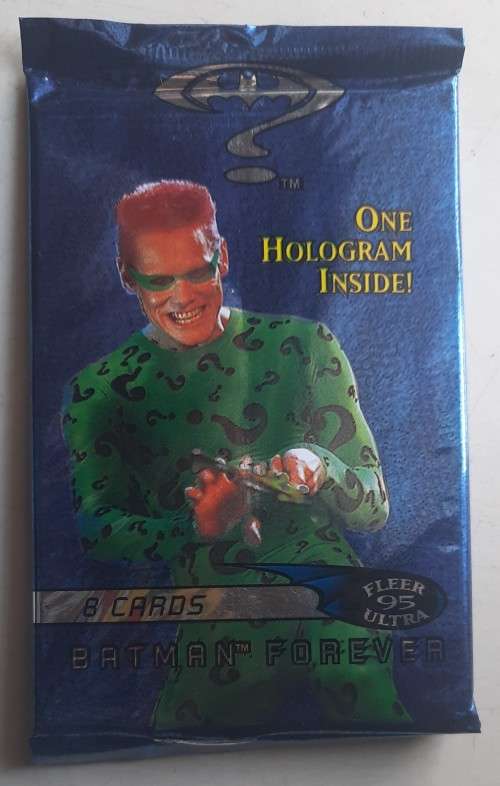 ?
TM
ONE
HOLOGRAM
INSIDE!
8 CARDS
FLEER
95
ULTRA
BATMAN™ FOREVER